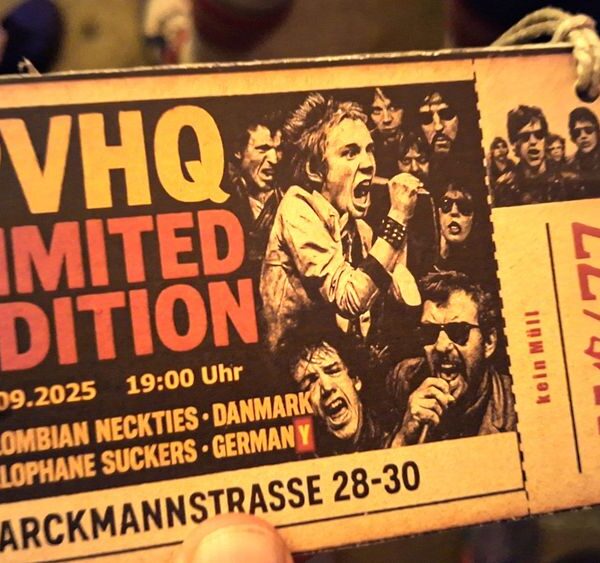 VHQ
IMITED
DITION
09.2025 19:00 Uhr
OMBIAN NECKTIES · DANMARK
LOPHANE SUCKERS · GERMANY
ARCKMANNSTRASSE 28-30
kein Müll